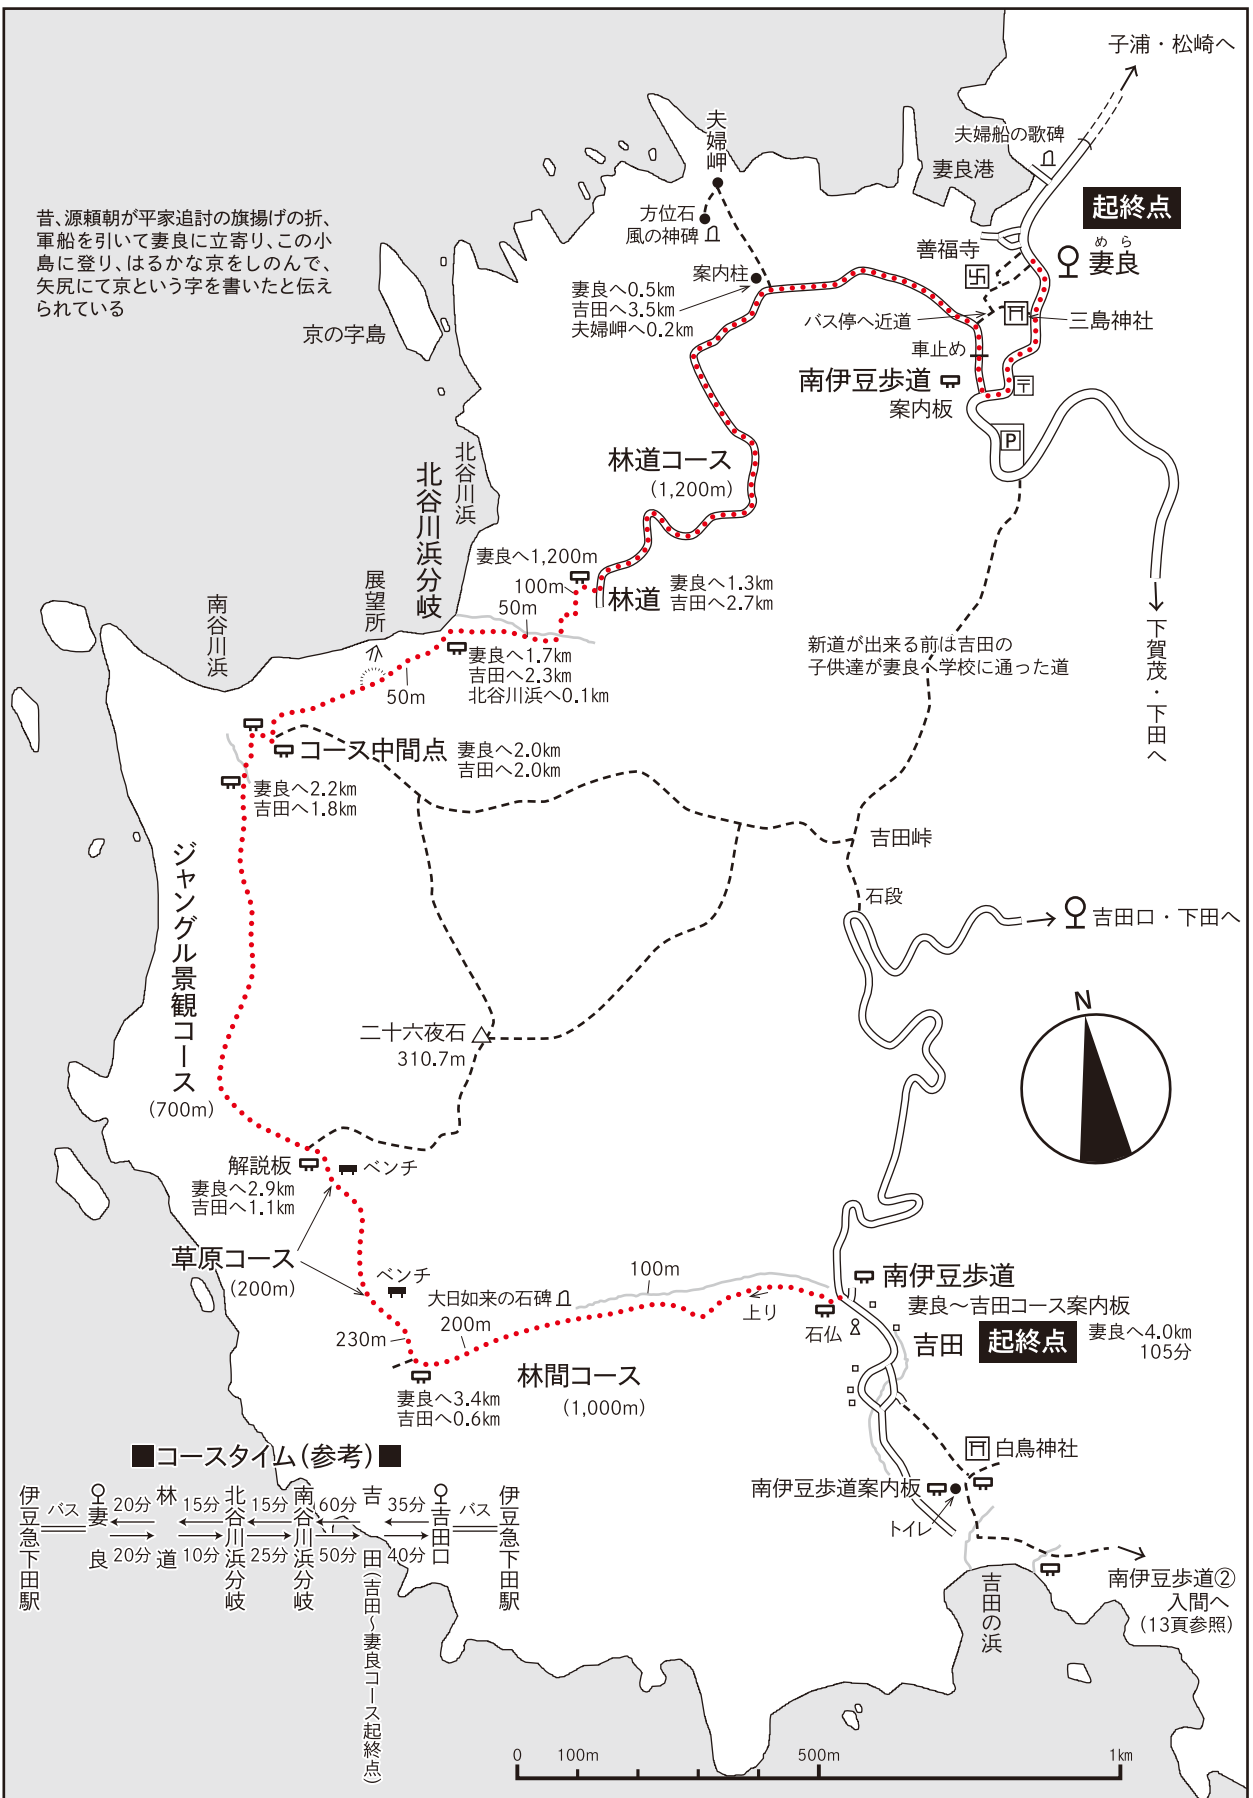 子浦・松崎へ
夫婦船の歌碑
妻良港
起終点
めら
妻良
善福寺
三島神社
バス停へ近道
車止め
南伊豆歩道
案内板
〒
P
夫婦岬
方位石
風の神碑
案内柱
妻良へ0.5km
吉田へ3.5km
夫婦岬へ0.2km
昔、源頼朝が平家追討の旗揚げの折、
軍船を引いて妻良に立寄り、この小
島に登り、はるかな京をしのんで、
矢尻にて京という字を書いたと伝え
られている
京の字島
北谷川浜
北谷川浜分岐
林道コース
(1,200m)
妻良へ1,200m
100m
50m
林道
妻良へ1.3km
吉田へ2.7km
下賀茂・下田へ
新道が出来る前は吉田の
子供達が妻良へ学校に通った道
展望所
南谷川浜
妻良へ1.7km
吉田へ2.3km
北谷川浜へ0.1km
50m
コース中間点
妻良へ2.0km
吉田へ2.0km
妻良へ2.2km
吉田へ1.8km
吉田峠
石段
吉田口・下田へ
ジャングル景観コース
(700m)
二十六夜石
310.7m
N
解説板
ベンチ
妻良へ2.9km
吉田へ1.1km
草原コース
(200m)
ベンチ
大日如来の石碑
100m
200m
230m
上り
石仏
南伊豆歩道
妻良～吉田コース案内板
吉田
起終点
妻良へ4.0km
105分
林間コース
(1,000m)
妻良へ3.4km
吉田へ0.6km
白鳥神社
南伊豆歩道案内板
トイレ
吉田の浜
南伊豆歩道②
入間へ
(13頁参照)
■コースタイム(参考)■
伊豆急下田駅
バス
妻良
20分
20分
林道
15分
10分
北谷川浜分岐
15分
25分
南谷川浜分岐
60分
50分
吉田(吉田～妻良コース起終点)
35分
40分
吉田口
バス
伊豆急下田駅
0
100m
500m
1km